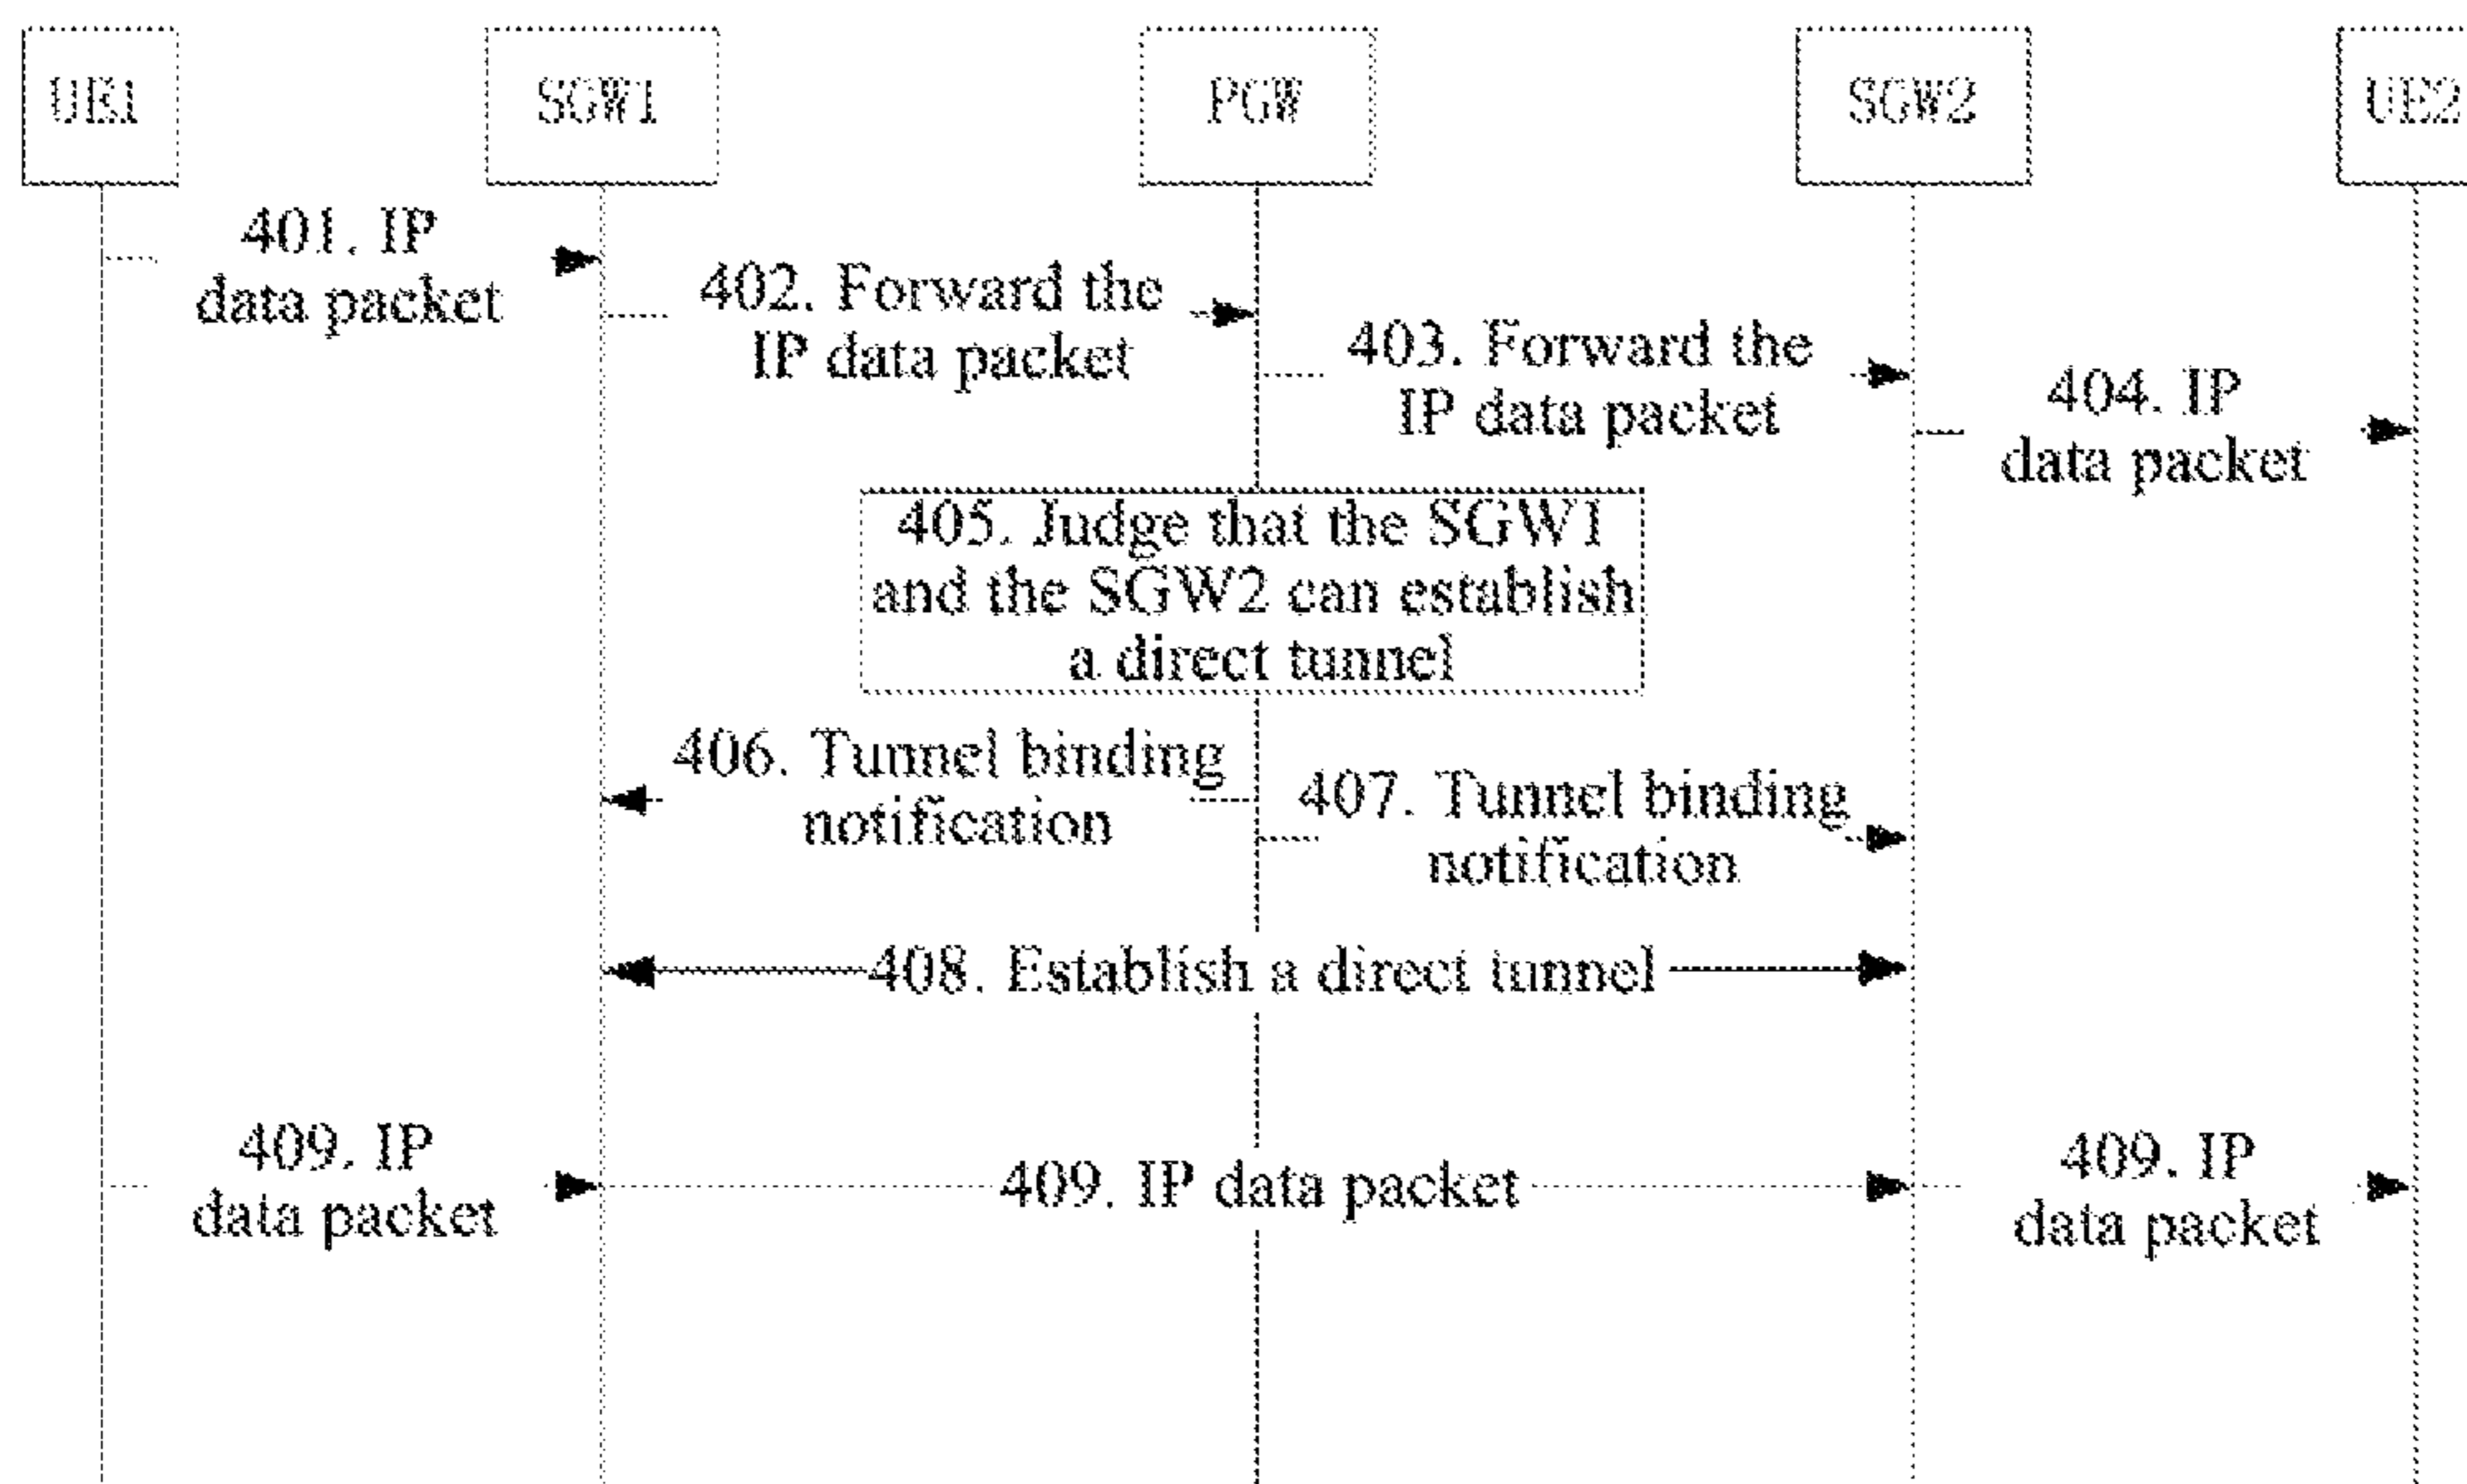 UE1
SGW1
PGW
SGW2
UE2
401. IP
data packet
402. Forward the
IP data packet
403. Forward the
IP data packet
404. IP
data packet
405. Judge that the SGW1
and the SGW2 can establish
a direct tunnel
406. Tunnel binding
notification
407. Tunnel binding
notification
408. Establish a direct tunnel
409. IP
data packet
409. IP data packet
409. IP
data packet